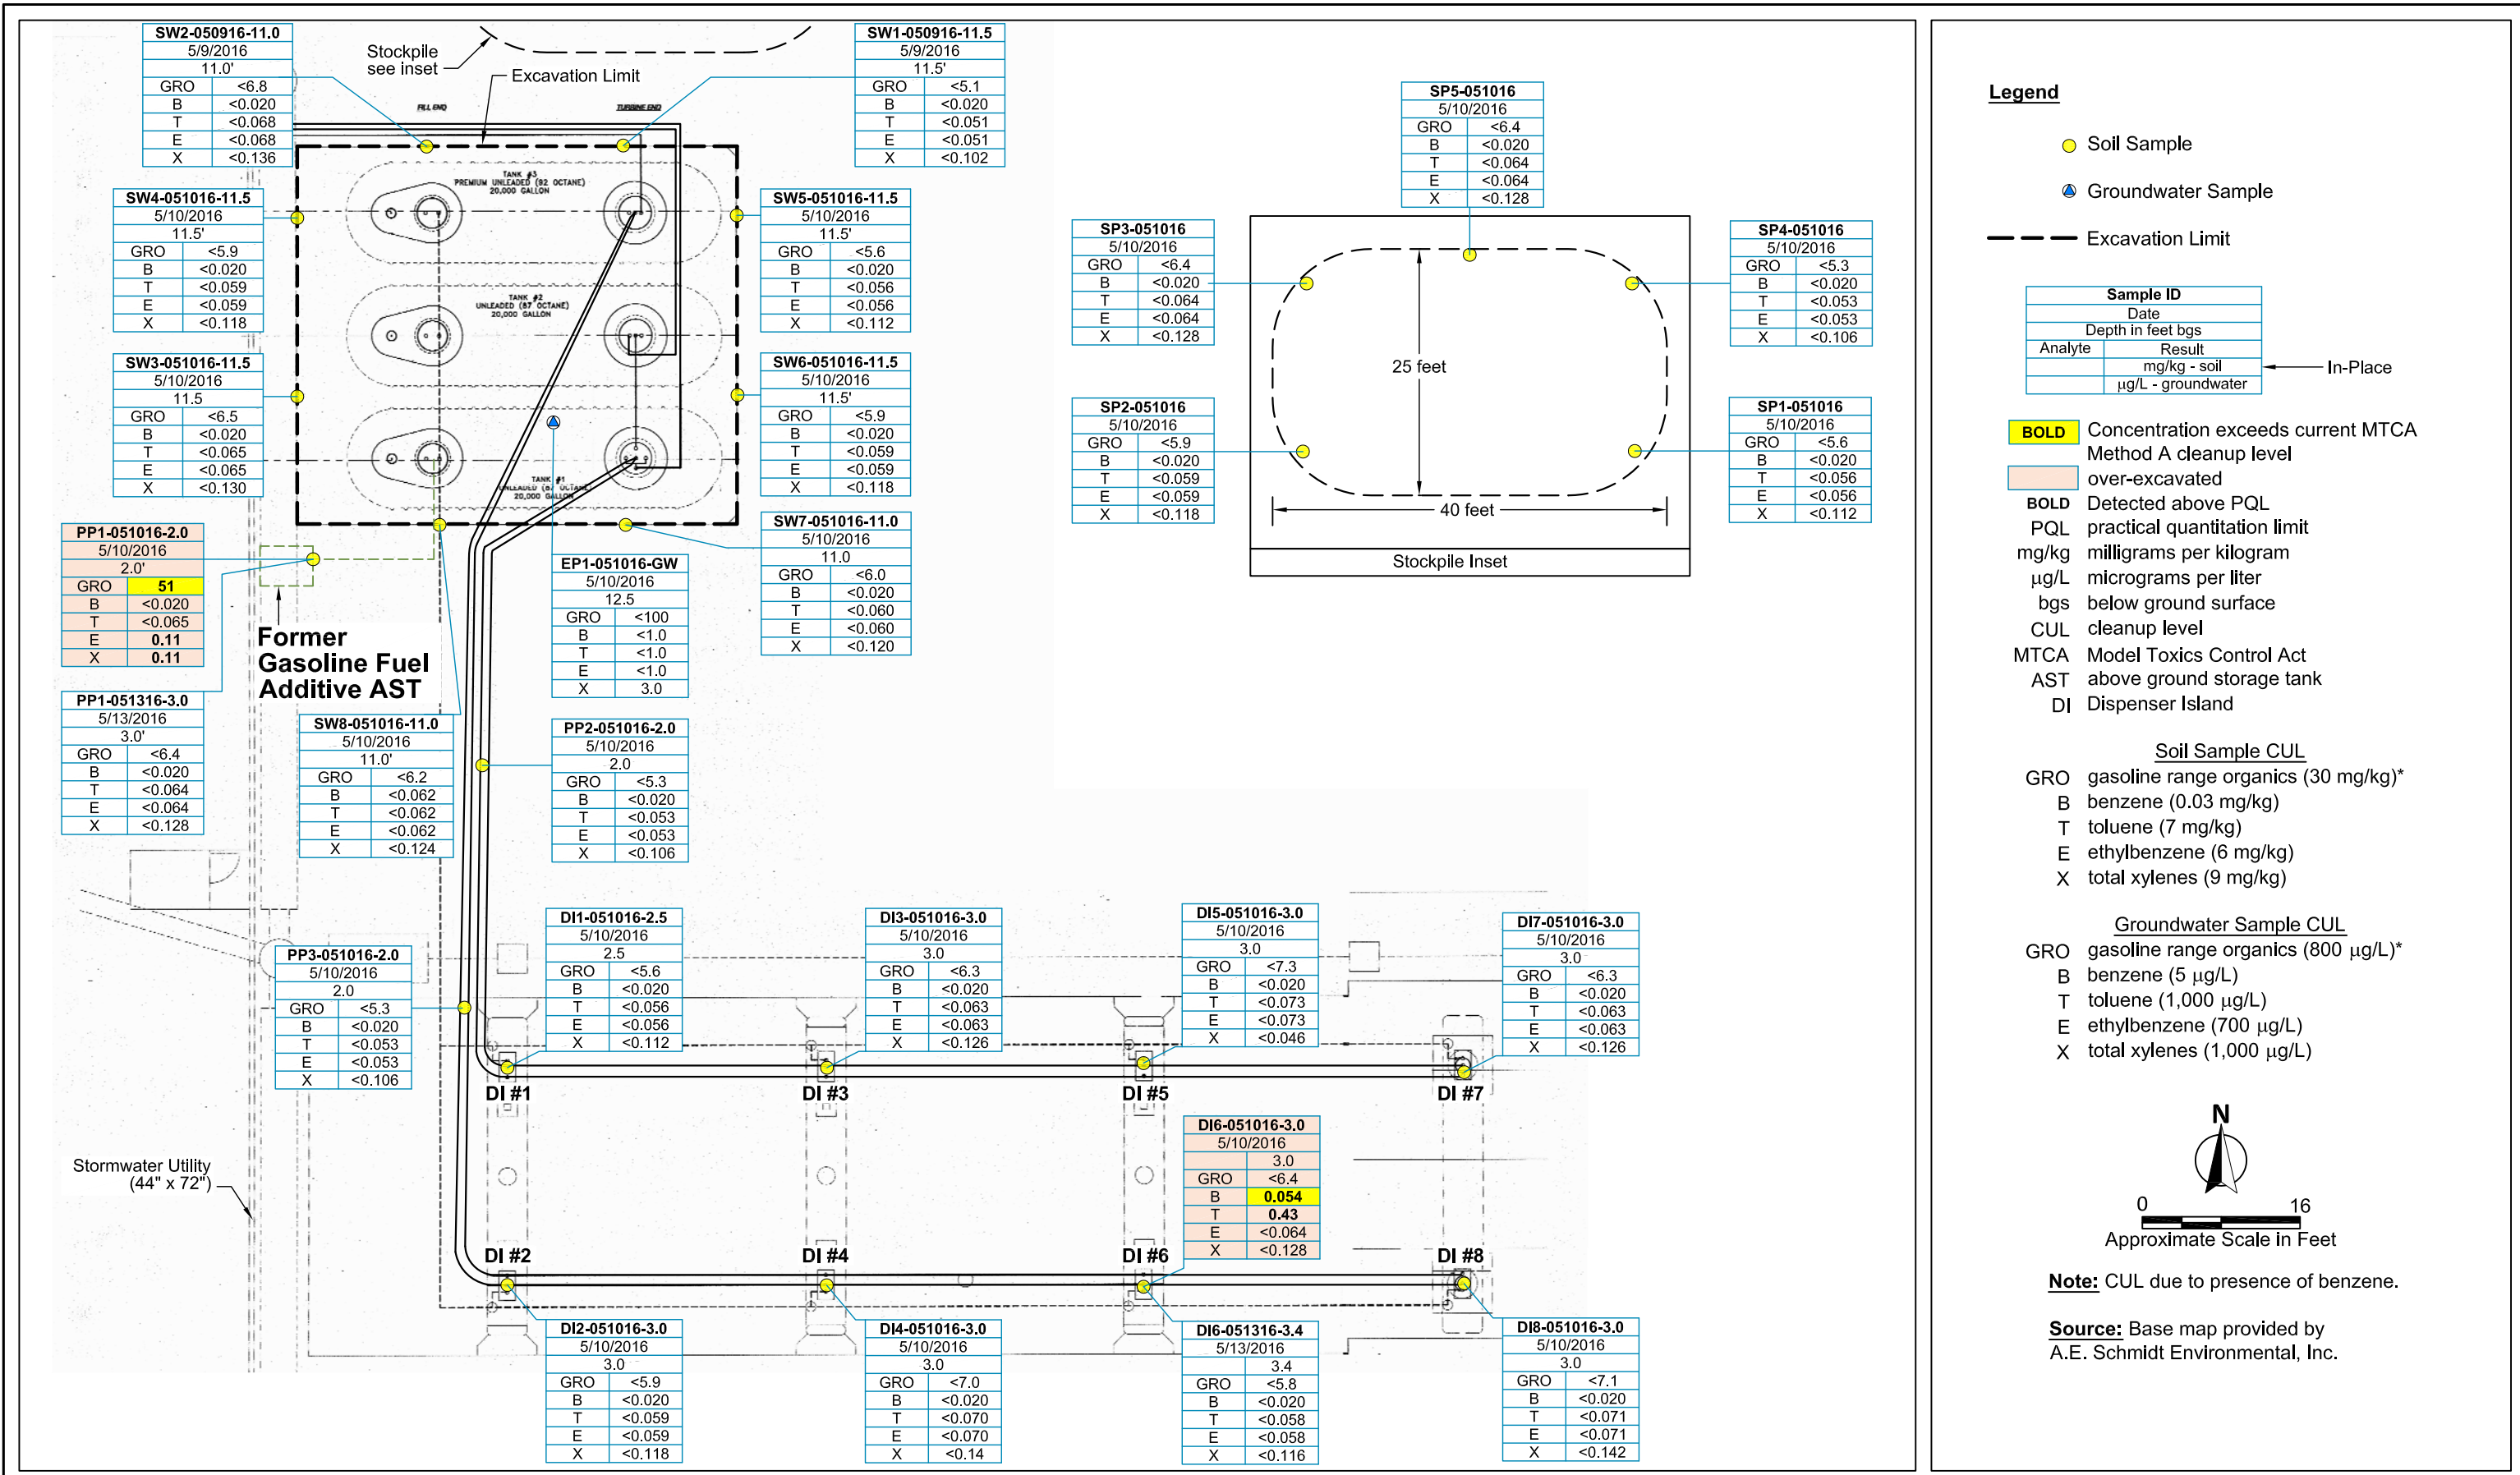 SW2-050916-11.0
5/9/2016
11.0'
GRO <6.8
B <0.020
T <0.068
E <0.068
X <0.136
Stockpile
see inset
Excavation Limit
FILL END
TURBINE END
SW1-050916-11.5
5/9/2016
11.5'
GRO <5.1
B <0.020
T <0.051
E <0.051
X <0.102
SW4-051016-11.5
5/10/2016
11.5'
GRO <5.9
B <0.020
T <0.059
E <0.059
X <0.118
TANK #3
PREMIUM UNLEADED (92 OCTANE)
20,000 GALLON
SW5-051016-11.5
5/10/2016
11.5'
GRO <5.6
B <0.020
T <0.056
E <0.056
X <0.112
TANK #2
UNLEADED (87 OCTANE)
20,000 GALLON
SW3-051016-11.5
5/10/2016
11.5
GRO <6.5
B <0.020
T <0.065
E <0.065
X <0.130
SW6-051016-11.5
5/10/2016
11.5'
GRO <5.9
B <0.020
T <0.059
E <0.059
X <0.118
TANK #1
UNLEADED (87 OCTANE)
20,000 GALLON
PP1-051016-2.0
5/10/2016
2.0'
GRO 51
B <0.020
T <0.065
E 0.11
X 0.11
Former
Gasoline Fuel
Additive AST
EP1-051016-GW
5/10/2016
12.5
GRO <100
B <1.0
T <1.0
E <1.0
X 3.0
SW7-051016-11.0
5/10/2016
11.0
GRO <6.0
B <0.020
T <0.060
E <0.060
X <0.120
PP1-051316-3.0
5/13/2016
3.0'
GRO <6.4
B <0.020
T <0.064
E <0.064
X <0.128
SW8-051016-11.0
5/10/2016
11.0'
GRO <6.2
B <0.062
T <0.062
E <0.062
X <0.124
PP2-051016-2.0
5/10/2016
2.0
GRO <5.3
B <0.020
T <0.053
E <0.053
X <0.106
PP3-051016-2.0
5/10/2016
2.0
GRO <5.3
B <0.020
T <0.053
E <0.053
X <0.106
DI1-051016-2.5
5/10/2016
2.5
GRO <5.6
B <0.020
T <0.056
E <0.056
X <0.112
DI3-051016-3.0
5/10/2016
3.0
GRO <6.3
B <0.020
T <0.063
E <0.063
X <0.126
DI5-051016-3.0
5/10/2016
3.0
GRO <7.3
B <0.020
T <0.073
E <0.073
X <0.046
DI7-051016-3.0
5/10/2016
3.0
GRO <6.3
B <0.020
T <0.063
E <0.063
X <0.126
DI #1
DI #3
DI #5
DI #7
Stormwater Utility
(44" x 72")
DI6-051016-3.0
5/10/2016
3.0
GRO <6.4
B 0.054
T 0.43
E <0.064
X <0.128
DI #2
DI #4
DI #6
DI #8
DI2-051016-3.0
5/10/2016
3.0
GRO <5.9
B <0.020
T <0.059
E <0.059
X <0.118
DI4-051016-3.0
5/10/2016
3.0
GRO <7.0
B <0.020
T <0.070
E <0.070
X <0.14
DI6-051316-3.4
5/13/2016
3.4
GRO <5.8
B <0.020
T <0.058
E <0.058
X <0.116
DI8-051016-3.0
5/10/2016
3.0
GRO <7.1
B <0.020
T <0.071
E <0.071
X <0.142
SP5-051016
5/10/2016
GRO <6.4
B <0.020
T <0.064
E <0.064
X <0.128
SP3-051016
5/10/2016
GRO <6.4
B <0.020
T <0.064
E <0.064
X <0.128
SP4-051016
5/10/2016
GRO <5.3
B <0.020
T <0.053
E <0.053
X <0.106
SP2-051016
5/10/2016
GRO <5.9
B <0.020
T <0.059
E <0.059
X <0.118
SP1-051016
5/10/2016
GRO <5.6
B <0.020
T <0.056
E <0.056
X <0.112
25 feet
40 feet
Stockpile Inset
Legend
Soil Sample
Groundwater Sample
Excavation Limit
Sample ID
Date
Depth in feet bgs
Analyte Result
mg/kg - soil
µg/L - groundwater
In-Place
BOLD Concentration exceeds current MTCA
Method A cleanup level
over-excavated
BOLD Detected above PQL
PQL practical quantitation limit
mg/kg milligrams per kilogram
µg/L micrograms per liter
bgs below ground surface
CUL cleanup level
MTCA Model Toxics Control Act
AST above ground storage tank
DI Dispenser Island
Soil Sample CUL
GRO gasoline range organics (30 mg/kg)*
B benzene (0.03 mg/kg)
T toluene (7 mg/kg)
E ethylbenzene (6 mg/kg)
X total xylenes (9 mg/kg)
Groundwater Sample CUL
GRO gasoline range organics (800 µg/L)*
B benzene (5 µg/L)
T toluene (1,000 µg/L)
E ethylbenzene (700 µg/L)
X total xylenes (1,000 µg/L)
N
0 16
Approximate Scale in Feet
Note: CUL due to presence of benzene.
Source: Base map provided by
A.E. Schmidt Environmental, Inc.